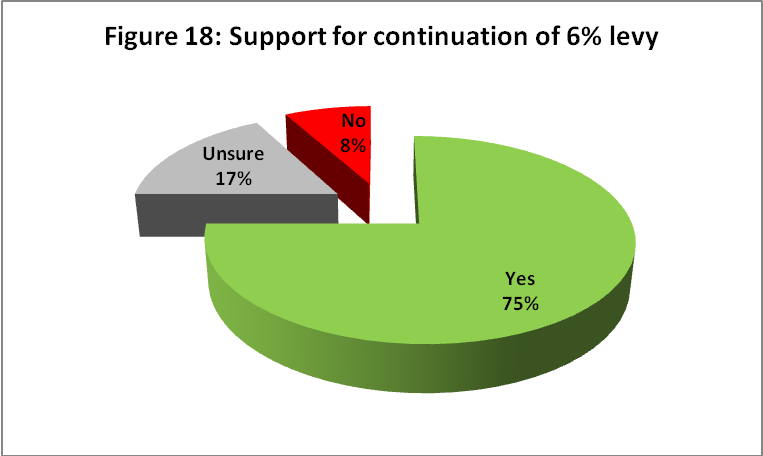 Figure 18: Support for continuation of 6% levy
No
8%
Unsure
17%
Yes
75%